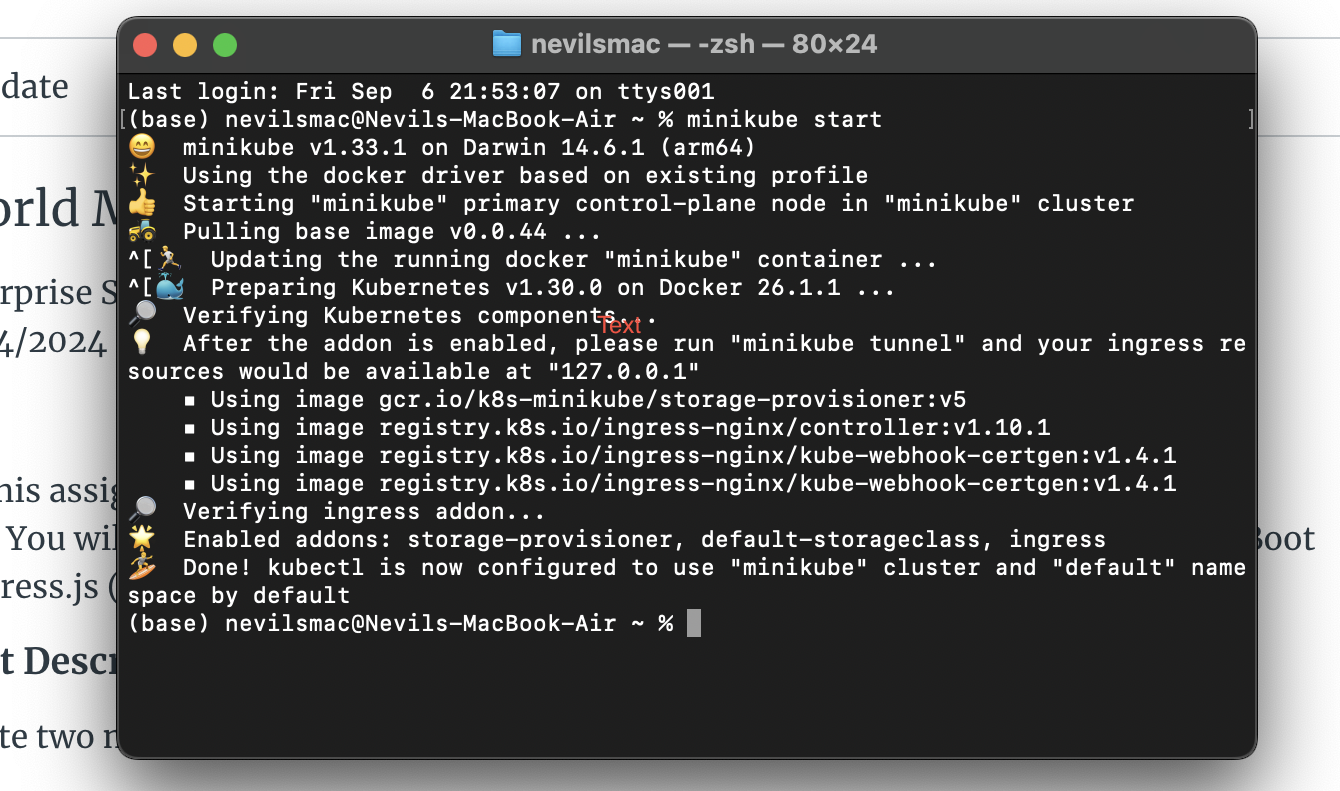 nevilsmac — -zsh — 80×24
date
Last login: Fri Sep  6 21:53:07 on ttys001
[(base) nevilsmac@Nevils-MacBook-Air ~ % minikube start ]
😄  minikube v1.33.1 on Darwin 14.6.1 (arm64)
✨  Using the docker driver based on existing profile
👍  Starting "minikube" primary control-plane node in "minikube" cluster
🚜  Pulling base image v0.0.44 ...
^[🏃  Updating the running docker "minikube" container ...
^[🐳  Preparing Kubernetes v1.30.0 on Docker 26.1.1 ...
🔎  Verifying Kubernetes components...
Text
💡  After the addon is enabled, please run "minikube tunnel" and your ingress re
sources would be available at "127.0.0.1"
▪ Using image gcr.io/k8s-minikube/storage-provisioner:v5
▪ Using image registry.k8s.io/ingress-nginx/controller:v1.10.1
▪ Using image registry.k8s.io/ingress-nginx/kube-webhook-certgen:v1.4.1
▪ Using image registry.k8s.io/ingress-nginx/kube-webhook-certgen:v1.4.1
🔎  Verifying ingress addon...
🌟  Enabled addons: storage-provisioner, default-storageclass, ingress
🏄  Done! kubectl is now configured to use "minikube" cluster and "default" name
space by default
(base) nevilsmac@Nevils-MacBook-Air ~ %
orld M
rprise S
4/2024
his assig
You wil
Boot
ress.js (
t Descr
te two